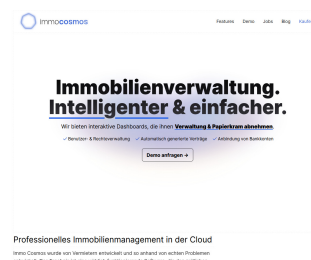 immocosmos
Features Demo Jobs Blog Kaufen
Immobilienverwaltung.
Intelligenter & einfacher.
Wir bieten interaktive Dashboards, die ihnen Verwaltung & Papierkram abnehmen.
✓ Benutzer- & Rechteverwaltung ✓ Automatisch generierte Verträge ✓ Anbindung von Bankkonten
Demo anfragen →
Professionelles Immobilienmanagement in der Cloud
Immo Cosmos wurde von Vermietern entwickelt und so anhand von echten Problemen